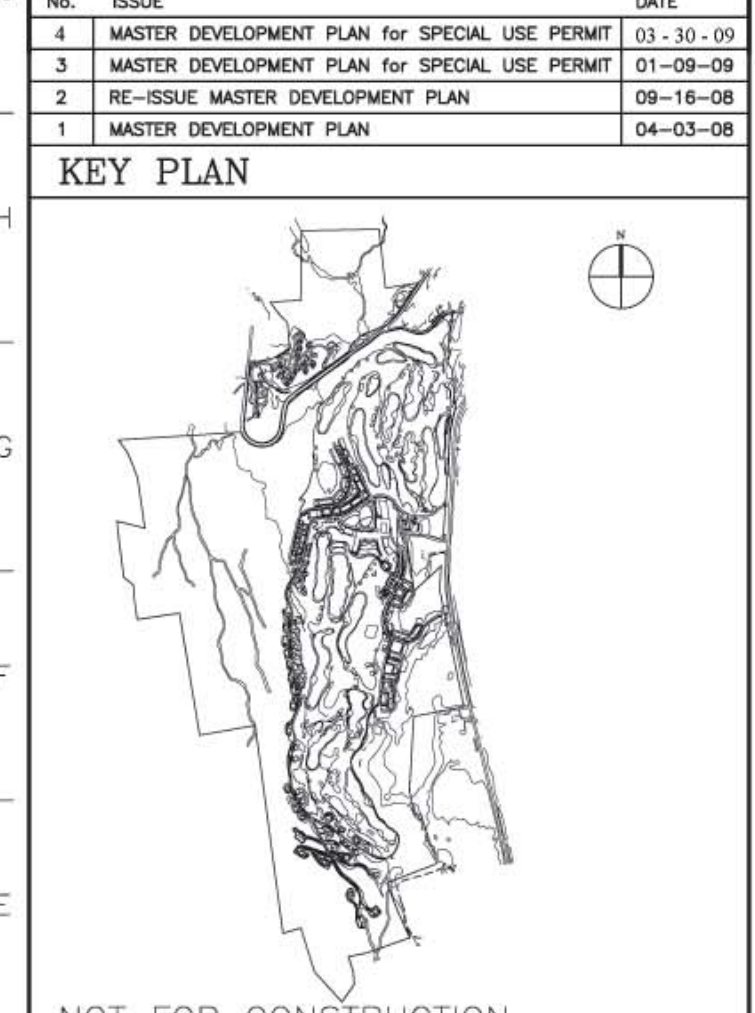 No. ISSUE DATE
4 MASTER DEVELOPMENT PLAN for SPECIAL USE PERMIT 03 - 30 - 09
3 MASTER DEVELOPMENT PLAN for SPECIAL USE PERMIT 01-09-09
2 RE-ISSUE MASTER DEVELOPMENT PLAN 09-16-08
1 MASTER DEVELOPMENT PLAN 04-03-08
KEY PLAN
H
N
G
F
E
NOT FOR CONSTRUCTION